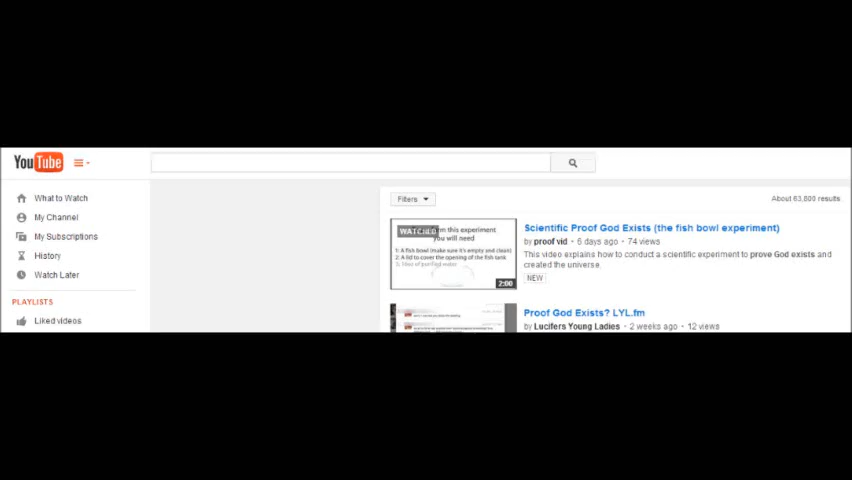 YouTube
Filters
About 63,800 results
What to Watch
My Channel
My Subscriptions
History
Watch Later
PLAYLISTS
Liked videos
WATCHED
this experiment
you will need
1: A fish bowl (make sure it's empty and clean)
2: A lid to cover the opening of the fish tank
of purified water
2:00
Scientific Proof God Exists (the fish bowl experiment)
by proof vid • 6 days ago • 74 views
This video explains how to conduct a scientific experiment to prove God exists and
created the universe.
NEW
Proof God Exists? LYL.fm
by Lucifers Young Ladies • 2 weeks ago • 12 views